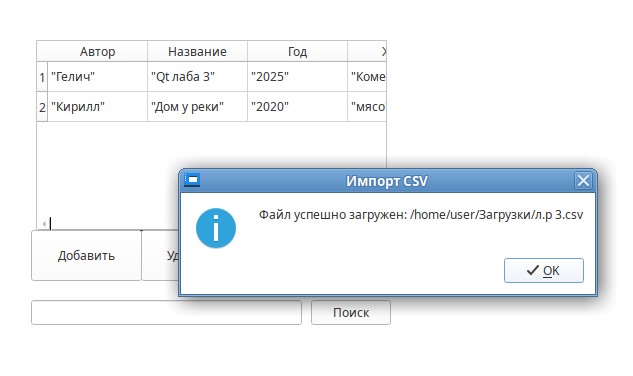 Автор Название Год
1 "Гелич" "Qt лаба 3" "2025" "Коме
2 "Кирилл" "Дом у реки" "2020" "мясо
Импорт CSV
Файл успешно загружен: /home/user/Загрузки/л.р 3.csv
OK
Добавить Уд
Поиск